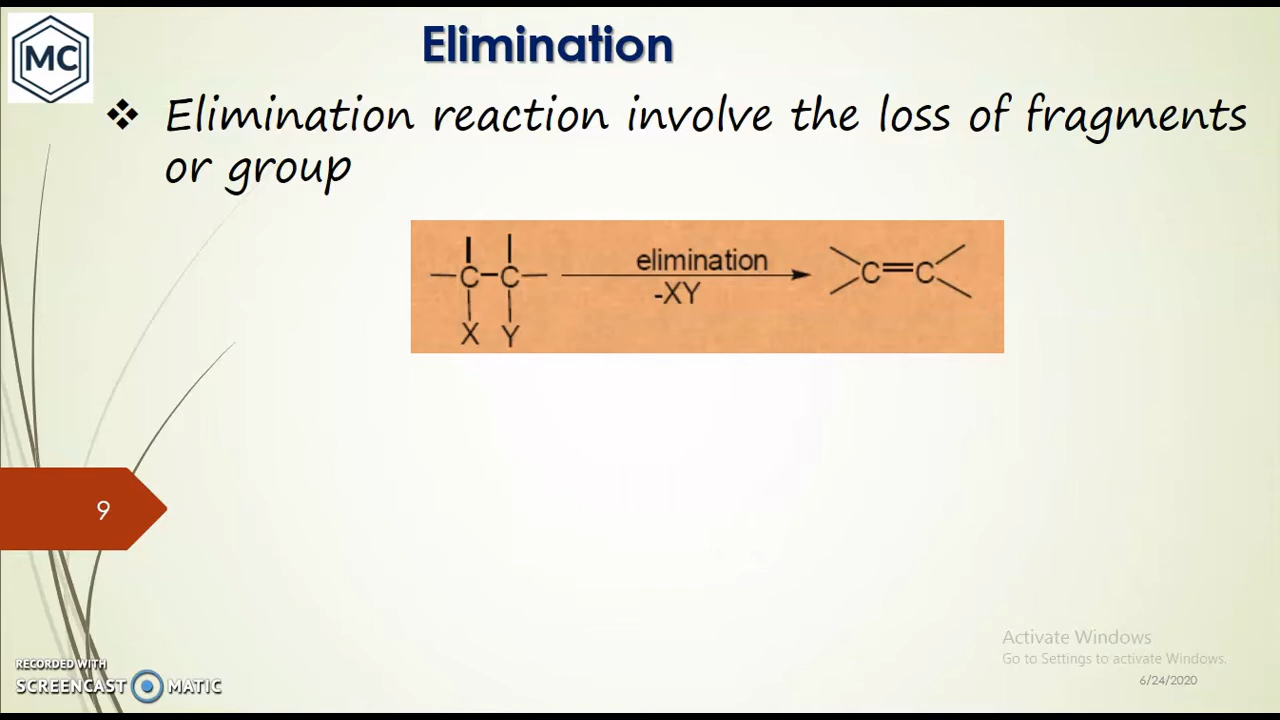 MC
Elimination
❖ Elimination reaction involve the loss of fragments
or group
C C elimination C C
-XY
X Y
9
Activate Windows
Go to Settings to activate Windows.
6/24/2020
RECORDED WITH
SCREENCAST MATIC